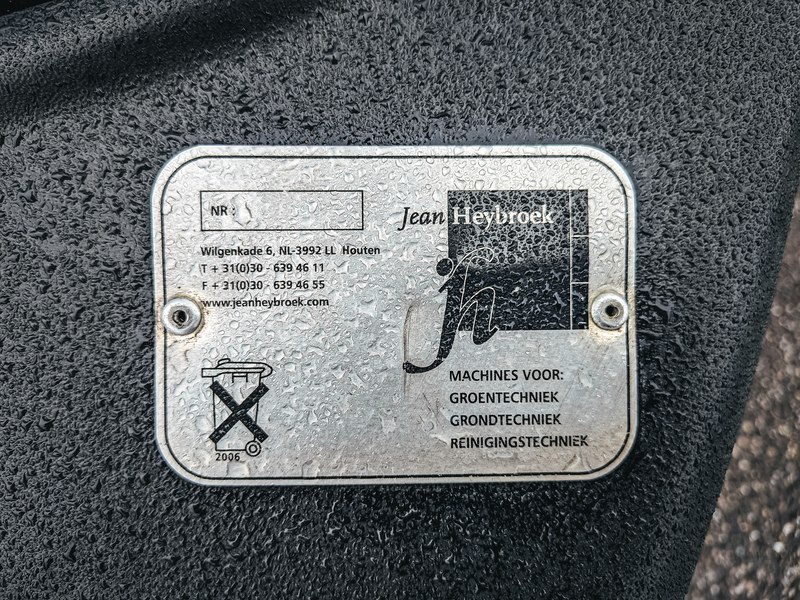 NR :
Wilgenkade 6, NL-3992 LL Houten
T + 31(0)30 - 639 46 11
F + 31(0)30 - 639 46 55
www.jeanheybroek.com
2006
Jean Heybroek
jh
MACHINES VOOR:
GROENTECHNIEK
GRONDTECHNIEK
REINIGINGSTECHNIEK